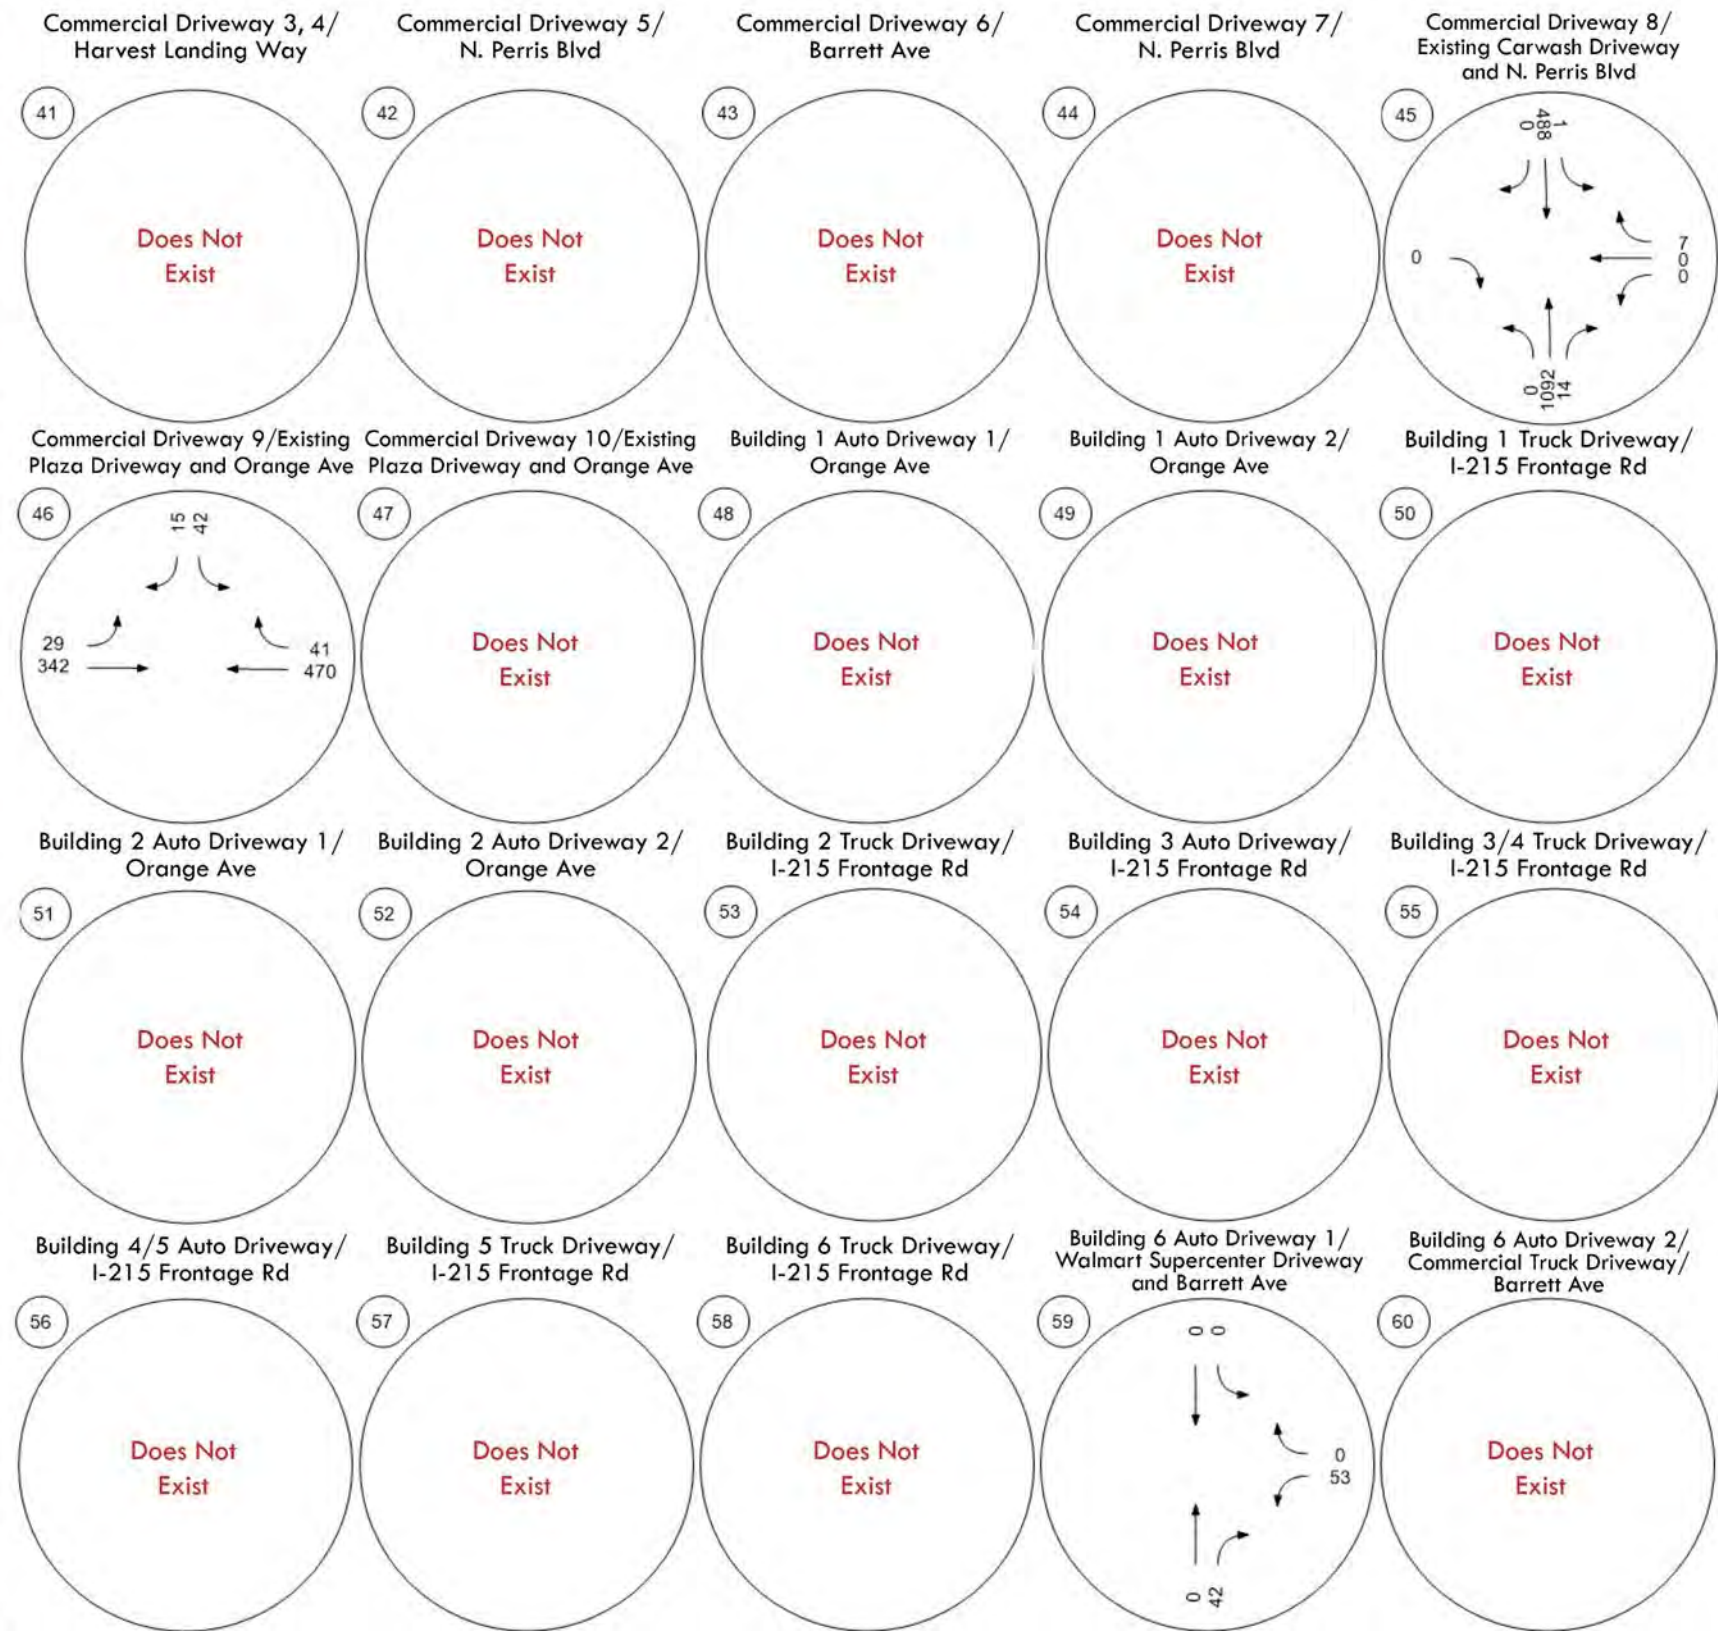 Commercial Driveway 3, 4/
Harvest Landing Way
Commercial Driveway 5/
N. Perris Blvd
Commercial Driveway 6/
Barrett Ave
Commercial Driveway 7/
N. Perris Blvd
Commercial Driveway 8/
Existing Carwash Driveway
and N. Perris Blvd
41
Does Not
Exist
42
Does Not
Exist
43
Does Not
Exist
44
Does Not
Exist
45
0
488
1
7
0
0
0
0
1092
14
Commercial Driveway 9/Existing
Plaza Driveway and Orange Ave
Commercial Driveway 10/Existing
Plaza Driveway and Orange Ave
Building 1 Auto Driveway 1/
Orange Ave
Building 1 Auto Driveway 2/
Orange Ave
Building 1 Truck Driveway/
I-215 Frontage Rd
46
15
42
29
342
41
470
47
Does Not
Exist
48
Does Not
Exist
49
Does Not
Exist
50
Does Not
Exist
Building 2 Auto Driveway 1/
Orange Ave
Building 2 Auto Driveway 2/
Orange Ave
Building 2 Truck Driveway/
I-215 Frontage Rd
Building 3 Auto Driveway/
I-215 Frontage Rd
Building 3/4 Truck Driveway/
I-215 Frontage Rd
51
Does Not
Exist
52
Does Not
Exist
53
Does Not
Exist
54
Does Not
Exist
55
Does Not
Exist
Building 4/5 Auto Driveway/
I-215 Frontage Rd
Building 5 Truck Driveway/
I-215 Frontage Rd
Building 6 Truck Driveway/
I-215 Frontage Rd
Building 6 Auto Driveway 1/
Walmart Supercenter Driveway
and Barrett Ave
Building 6 Auto Driveway 2/
Commercial Truck Driveway/
Barrett Ave
56
Does Not
Exist
57
Does Not
Exist
58
Does Not
Exist
59
0
0
0
53
0
42
60
Does Not
Exist